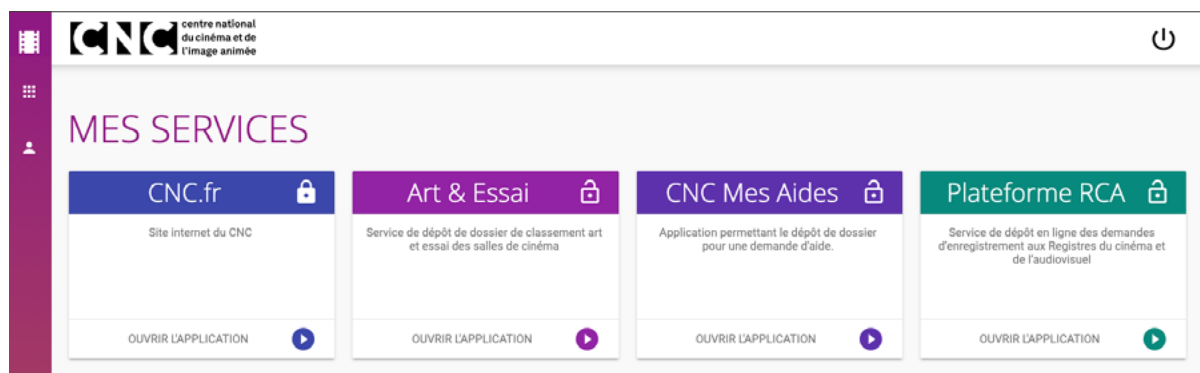 CNC
centre national
du cinéma et de
l'image animée
MES SERVICES
CNC.fr
Site internet du CNC
OUVRIR L'APPLICATION
Art & Essai
Service de dépôt de dossier de classement art
et essai des salles de cinéma
OUVRIR L'APPLICATION
CNC Mes Aides
Application permettant le dépôt de dossier
pour une demande d'aide.
OUVRIR L'APPLICATION
Plateforme RCA
Service de dépôt en ligne des demandes
d'enregistrement aux Registres du cinéma et
de l'audiovisuel
OUVRIR L'APPLICATION